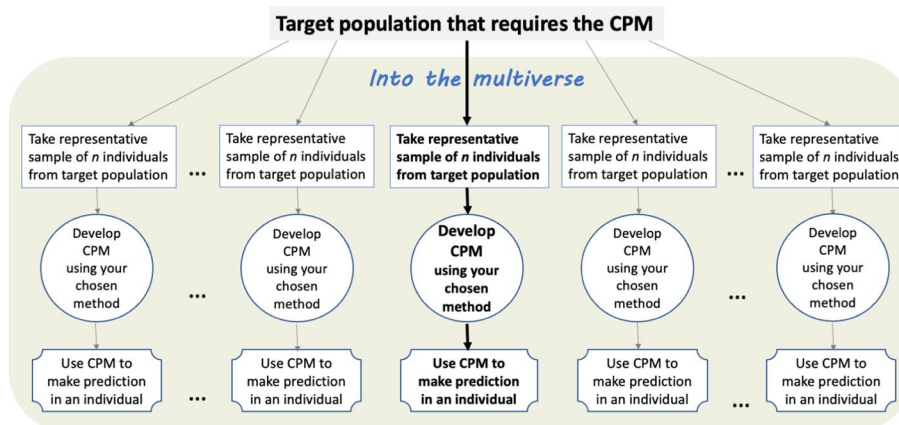 Target population that requires the CPM
Into the multiverse
Take representative
sample of n individuals
from target population
...
Take representative
sample of n individuals
from target population
Take representative
sample of n individuals
from target population
Take representative
sample of n individuals
from target population
...
Take representative
sample of n individuals
from target population
Develop
CPM
using your
chosen
method
...
Develop
CPM
using your
chosen
method
Develop
CPM
using your
chosen
method
Develop
CPM
using your
chosen
method
...
Develop
CPM
using your
chosen
method
Use CPM to
make prediction
in an individual
...
Use CPM to
make prediction
in an individual
Use CPM to
make prediction
in an individual
Use CPM to
make prediction
in an individual
...
Use CPM to
make prediction
in an individual